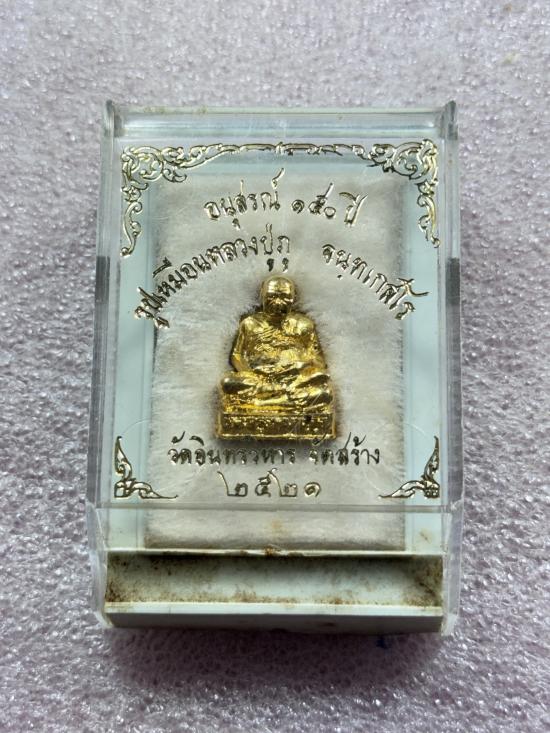 อนุสรณ์ ๑๕๐ ปี
รูปเหมือนหลวงปู่ภู จนฺทเกสโร
วัดอินทรวิหาร จัดสร้าง
๒๕๒๑